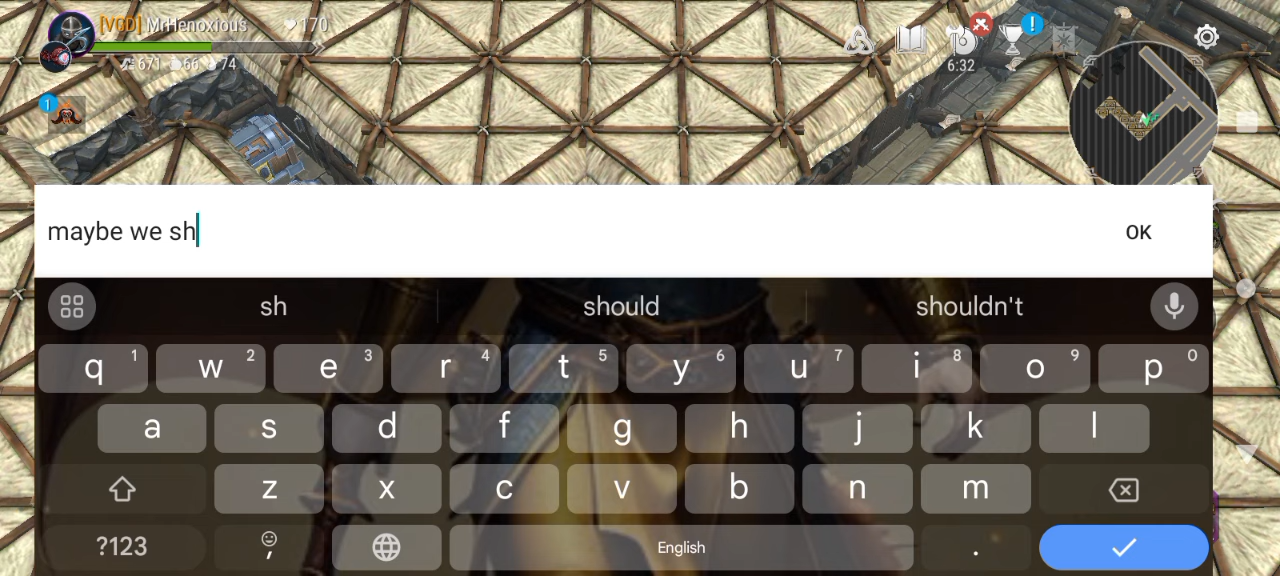 [VGD] MrHenoxious 170
671 66 74
6:32
!
1
maybe we sh
OK
sh should shouldn't
q 1 w 2 e 3 r 4 t 5 y 6 u 7 i 8 o 9 p 0
a s d f g h j k l
z x c v b n m
?123 , English .